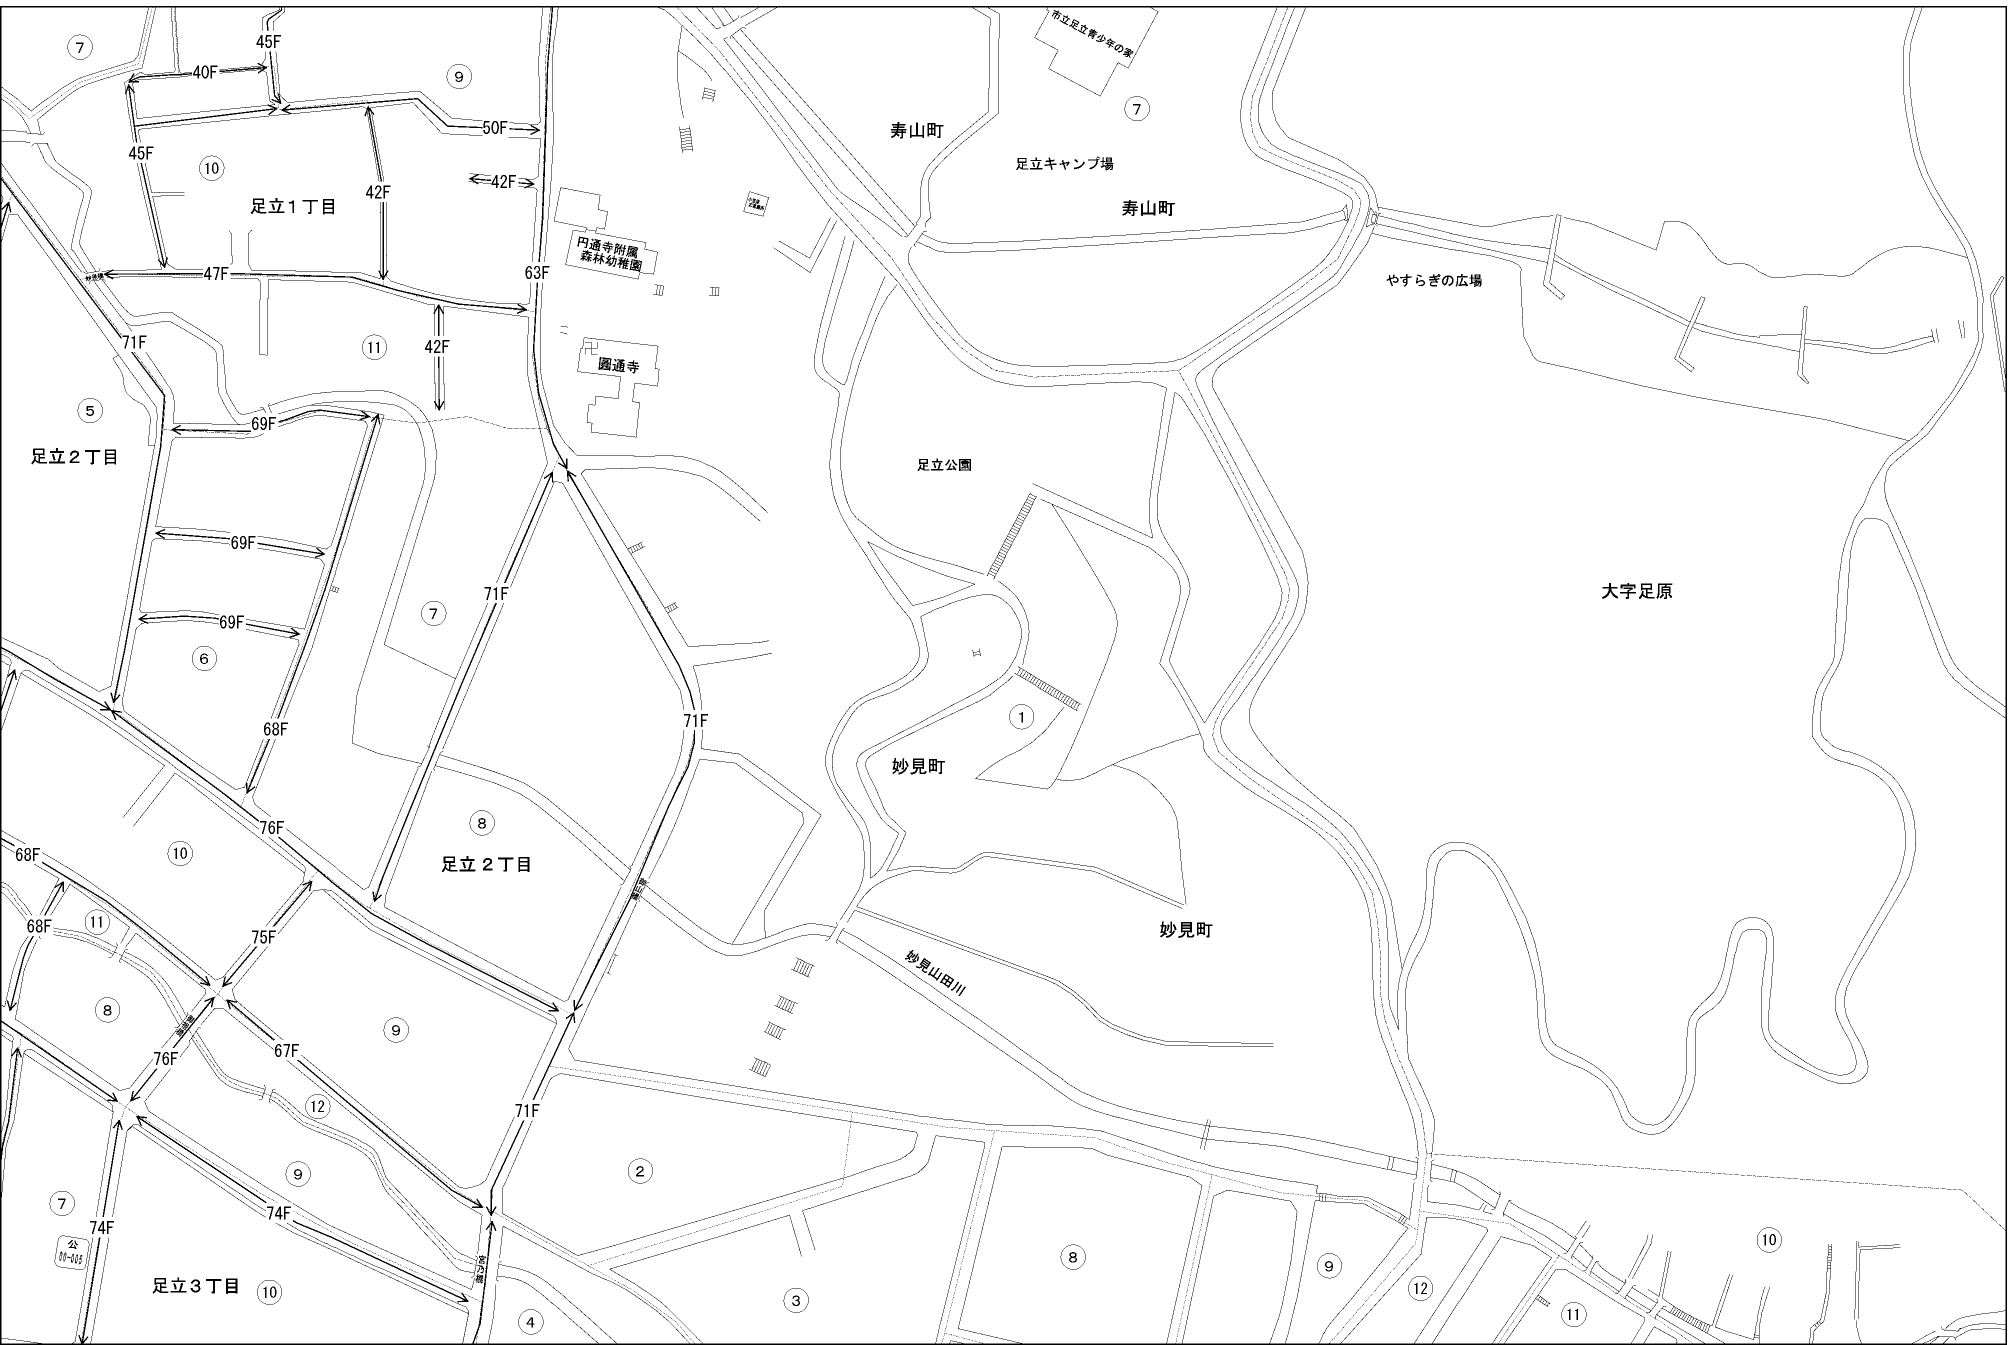 市立足立青少年の家
45F
⑦
40F
⑨
⑦
50F
寿山町
45F
⑩
足立キャンプ場
42F
42F
足立1丁目
寿山町
円通寺附属
森林幼稚園
47F
63F
やすらぎの広場
71F
⑪
42F
圓通寺
⑤
69F
足立2丁目
足立公園
69F
71F
大字足原
⑦
69F
⑥
①
71F
68F
妙見町
⑧
76F
68F
⑩
足立2丁目
⑪
68F
75F
妙見町
妙見山田川
⑧
⑨
76F
67F
⑫
71F
②
⑨
⑦
74F
74F
公
00-005
宮乃橋
⑩
⑧
足立3丁目
⑩
⑨
⑫
③
④
⑪